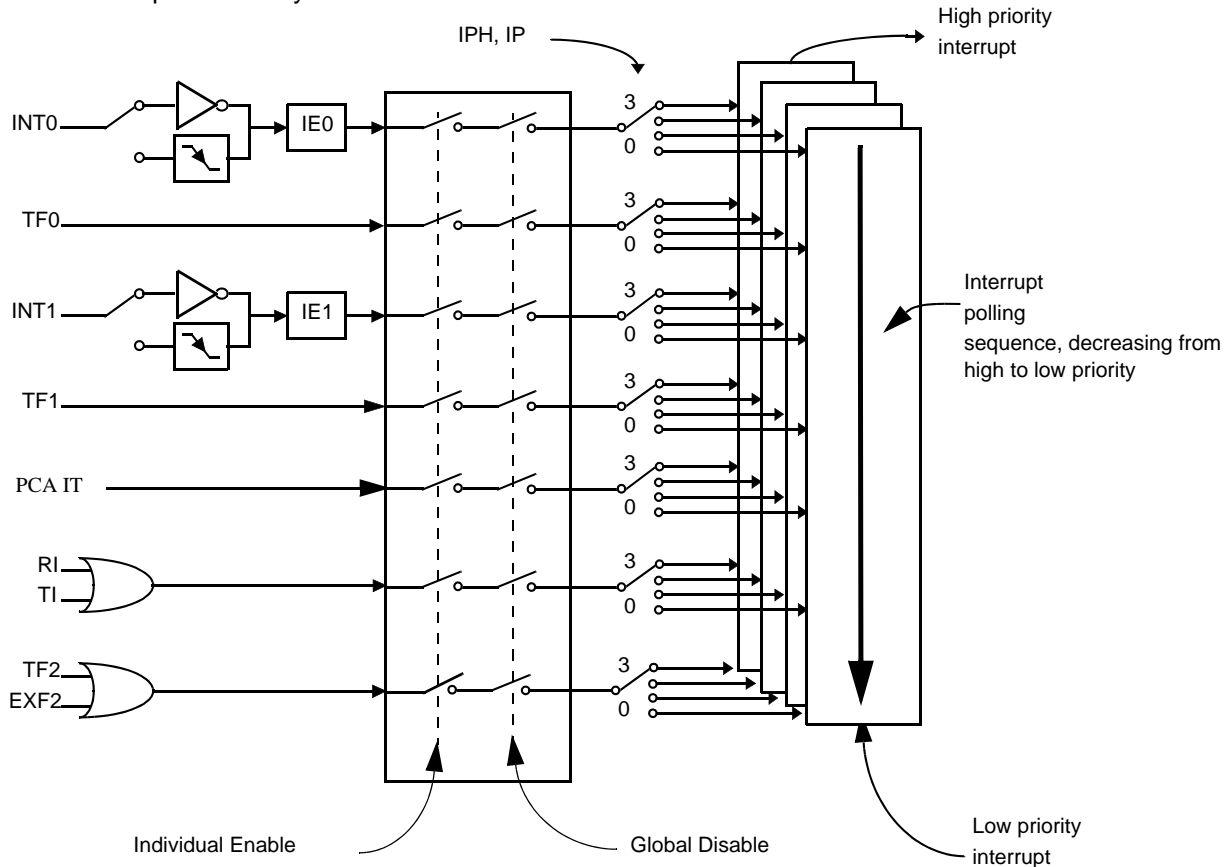 High priority
interrupt
IPH, IP
INT0
IE0
3
0
TF0
3
0
INT1
IE1
3
0
Interrupt
polling
sequence, decreasing from
high to low priority
TF1
3
0
PCA IT
3
0
RI
TI
3
0
TF2
EXF2
3
0
Individual Enable
Global Disable
Low priority
interrupt